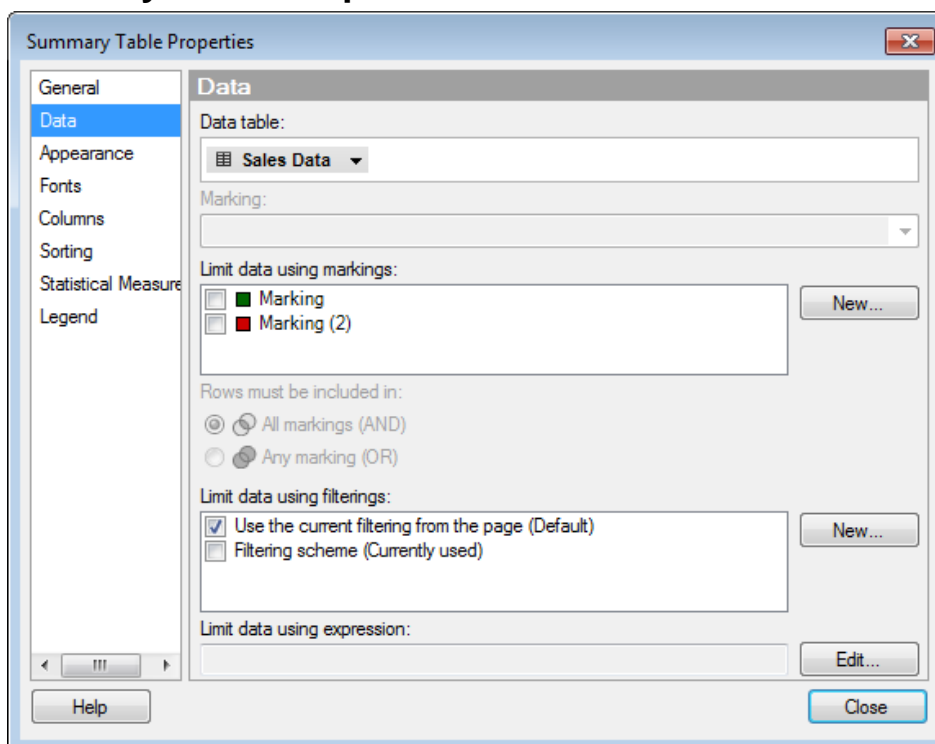 Summary Table Properties
General
Data
Appearance
Fonts
Columns
Sorting
Statistical Measure
Legend
Help
Data
Data table:
Sales Data
Marking:
Limit data using markings:
Marking
Marking (2)
New...
Rows must be included in:
All markings (AND)
Any marking (OR)
Limit data using filterings:
Use the current filtering from the page (Default)
Filtering scheme (Currently used)
New...
Limit data using expression:
Edit...
Close